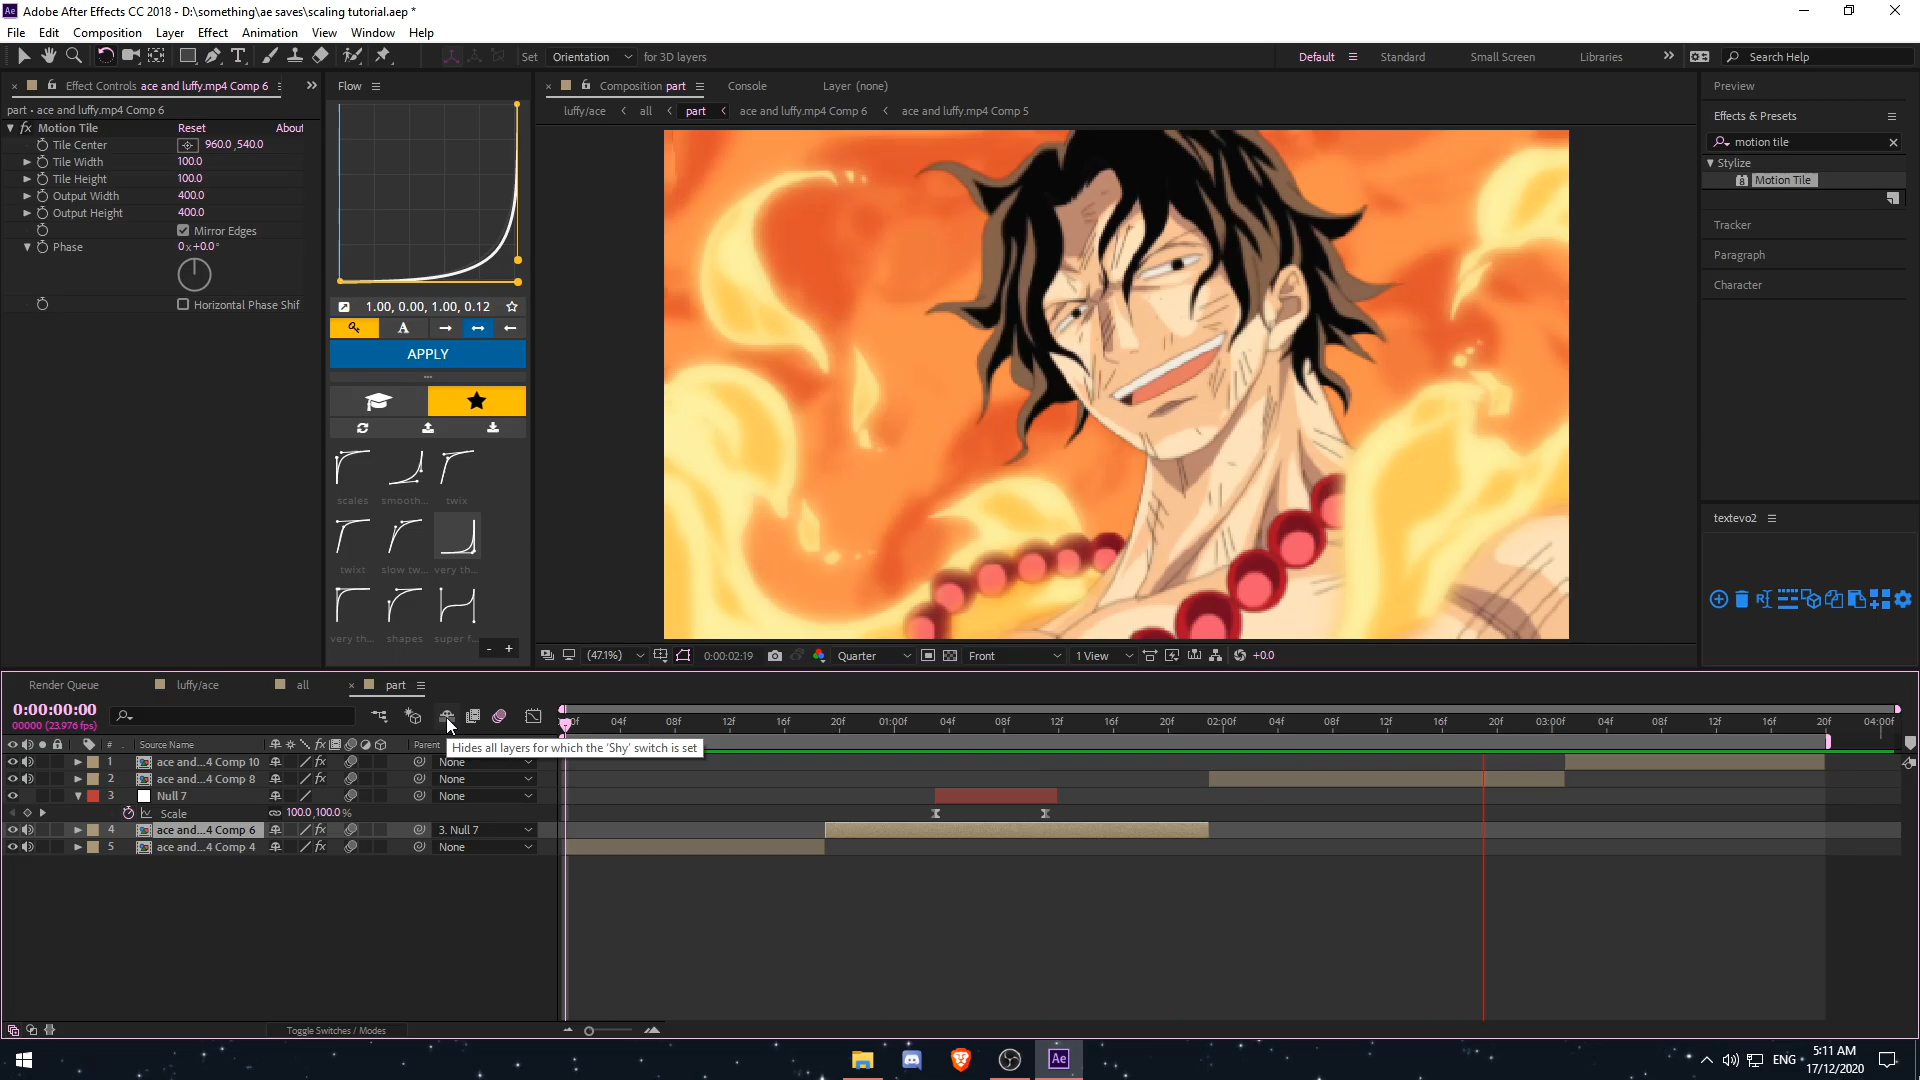 Adobe After Effects CC 2018 - D:\something\ae saves\scaling tutorial.aep *
File Edit Composition Layer Effect Animation View Window Help
Set Orientation for 3D layers
Default Standard Small Screen Libraries Search Help
Effect Controls ace and luffy.mp4 Comp 6
part • ace and luffy.mp4 Comp 6
fx Motion Tile Reset About
Tile Center 960.0,540.0
Tile Width 100.0
Tile Height 100.0
Output Width 400.0
Output Height 400.0
Mirror Edges
Phase 0x+0.0°
Horizontal Phase Shif
Flow
1.00, 0.00, 1.00, 0.12
A
APPLY
scales smooth... twix
twixt slow tw... very th...
very th... shapes super f...
- +
Composition part Console Layer (none)
luffy/ace all part ace and luffy.mp4 Comp 6 ace and luffy.mp4 Comp 5
(47.1%) 0:00:02:19 Quarter Front 1 View +0.0
Preview
Effects & Presets
motion tile
Stylize
Motion Tile
Tracker
Paragraph
Character
textevo2
Render Queue luffy/ace all part
0:00:00:00
00000 (23.976 fps)
:00f 04f 08f 12f 16f 20f 01:00f 04f 08f 12f 16f 20f 02:00f 04f 08f 12f 16f 20f 03:00f 04f 08f 12f 16f 20f 04:00f
# Source Name fx Parent
Hides all layers for which the 'Shy' switch is set
1 ace and...4 Comp 10 fx None
2 ace and...4 Comp 8 fx None
3 Null 7 None
Scale 100.0,100.0%
4 ace and...4 Comp 6 fx 3. Null 7
5 ace and...4 Comp 4 fx None
Toggle Switches / Modes
Ae ENG 5:11 AM
17/12/2020